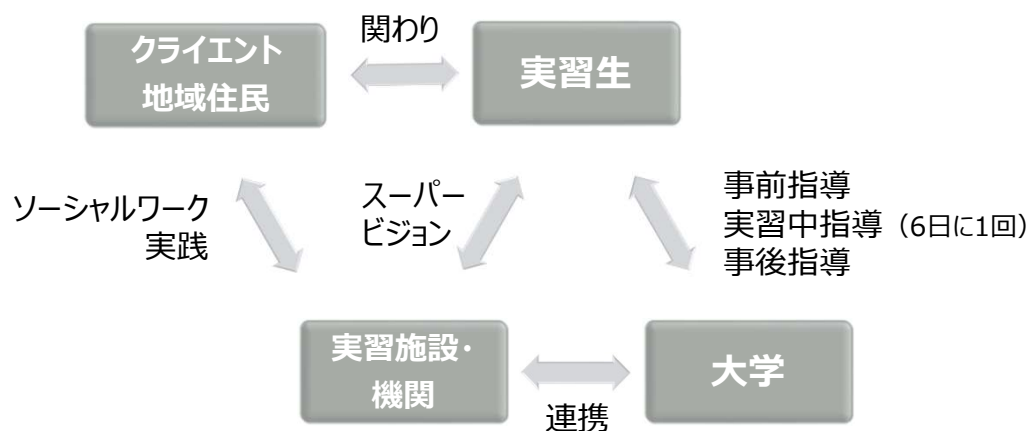 関わり
クライエント
地域住民
実習生
ソーシャルワーク
実践
スーパー
ビジョン
事前指導
実習中指導（6日に1回）
事後指導
実習施設・
機関
大学
連携